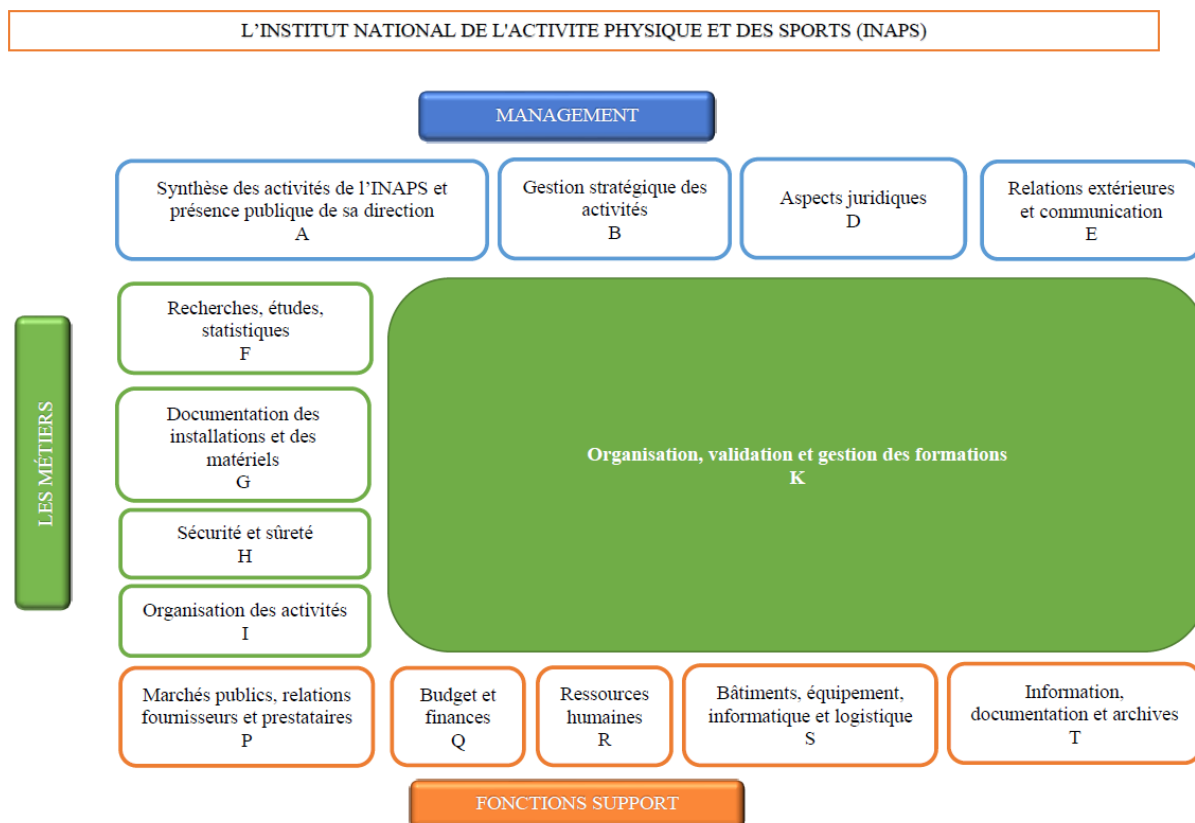 L’INSTITUT NATIONAL DE L'ACTIVITE PHYSIQUE ET DES SPORTS (INAPS)
MANAGEMENT
Synthèse des activités de l’INAPS et
présence publique de sa direction
A
Gestion stratégique des
activités
B
Aspects juridiques
D
Relations extérieures
et communication
E
LES MÉTIERS
Recherches, études,
statistiques
F
Documentation des
installations et des
matériels
G
Sécurité et sûreté
H
Organisation des activités
I
Organisation, validation et gestion des formations
K
Marchés publics, relations
fournisseurs et prestataires
P
Budget et
finances
Q
Ressources
humaines
R
Bâtiments, équipement,
informatique et logistique
S
Information,
documentation et archives
T
FONCTIONS SUPPORT